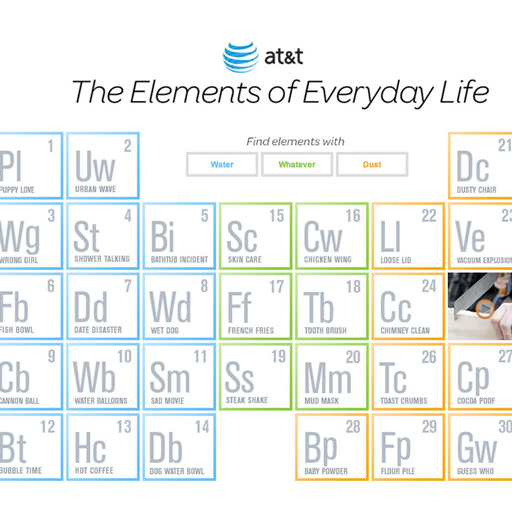 at&t
The Elements of Everyday Life
Find elements with
Water Whatever Dust
1 2 21
Pl Uw Dc
PUPPY LOVE URBAN WAVE DUSTY CHAIR
3 4 5 15 16 22 23
Wg St Bi Sc Cw Ll Ve
WRONG GIRL SHOWER TALKING BATHTUB INCIDENT SKIN CARE CHICKEN WING LOOSE LID VACUUM EXPLOSION
6 7 8 17 18 24
Fb Dd Wd Ff Tb Cc
FISH BOWL DATE DISASTER WET DOG FRENCH FRIES TOOTH BRUSH CHIMNEY CLEAN
9 10 11 19 20 26 27
Cb Wb Sm Ss Mm Tc Cp
CANNON BALL WATER BALLOONS SAD MOVIE STEAK SHAKE MUD MASK TOAST CRUMBS COCOA POOF
12 13 14 28 29 30
Bt Hc Db Bp Fp Gw
BUBBLE TIME HOT COFFEE DOG WATER BOWL BABY POWDER FLOUR PILE GUESS WHO